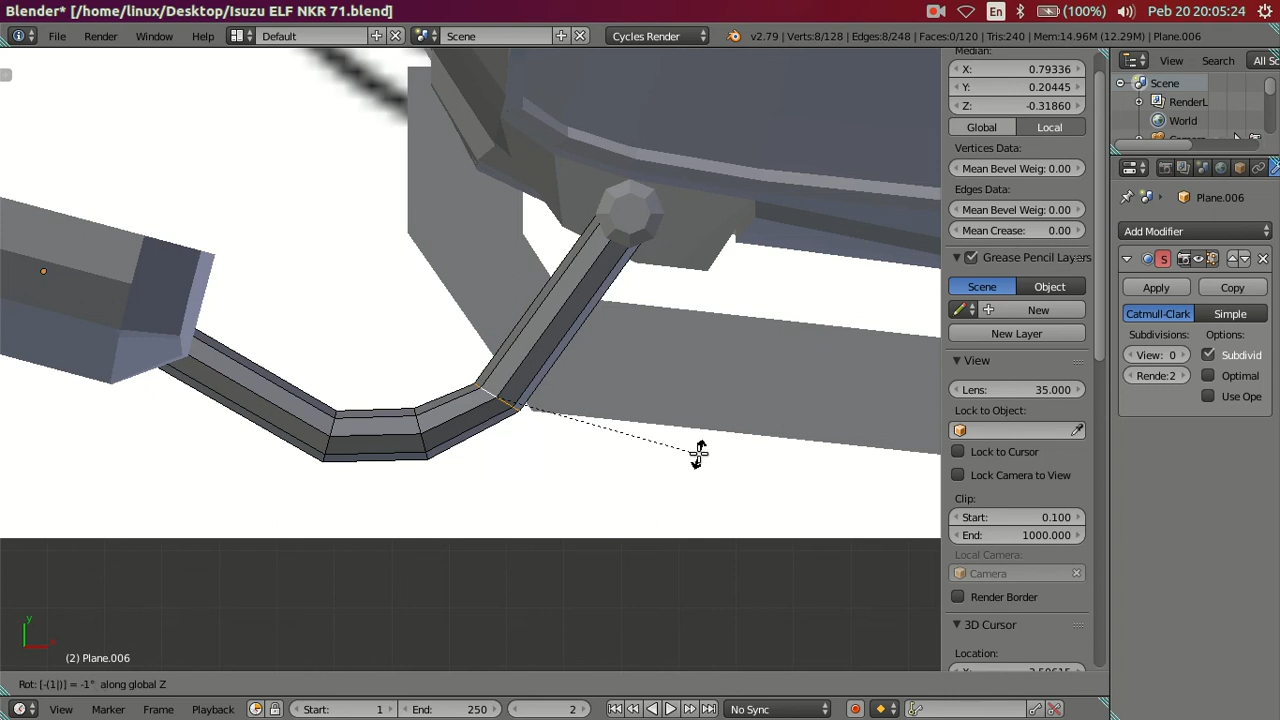 Blender* [/home/linux/Desktop/Isuzu ELF NKR 71.blend]
En
(100%)
Peb 20 20:05:24
File
Render
Window
Help
Default
Scene
Cycles Render
v2.79 | Verts:8/128 | Edges:8/248 | Faces:0/120 | Tris:240 | Mem:14.96M (12.29M) | Plane.006
Median:
X: 0.79336
Y: 0.20445
Z: -0.31860
Global
Local
Vertices Data:
Mean Bevel Weig: 0.00
Edges Data:
Mean Bevel Weig: 0.00
Mean Crease: 0.00
Grease Pencil Layers
Scene
Object
New
New Layer
View
Lens: 35.000
Lock to Object:
Lock to Cursor
Lock Camera to View
Clip:
Start: 0.100
End: 1000.000
Local Camera:
Camera
Render Border
3D Cursor
Location:
View
Search
All Sc
Scene
RenderL
World
Plane.006
Add Modifier
S
Apply
Copy
Catmull-Clark
Simple
Subdivisions:
Options:
View: 0
Subdivid
Rende:2
Optimal
Use Ope
y
x
(2) Plane.006
Rot: [-(1|)] = -1° along global Z
View
Marker
Frame
Playback
Start: 1
End: 250
2
No Sync